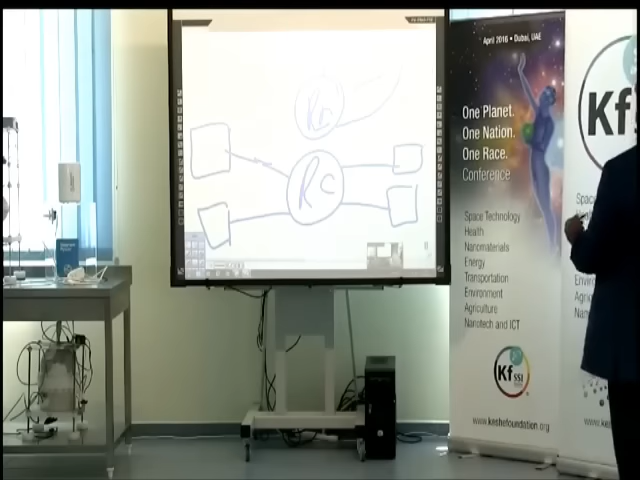 Rc
Rc
April 2016 • Dubai, UAE
One Planet.
One Nation.
One Race.
Conference
Space Technology
Health
Nanomaterials
Energy
Transportation
Environment
Agriculture
Nanotech and ICT
Kf SSI
www.keshefoundation.org
Kf